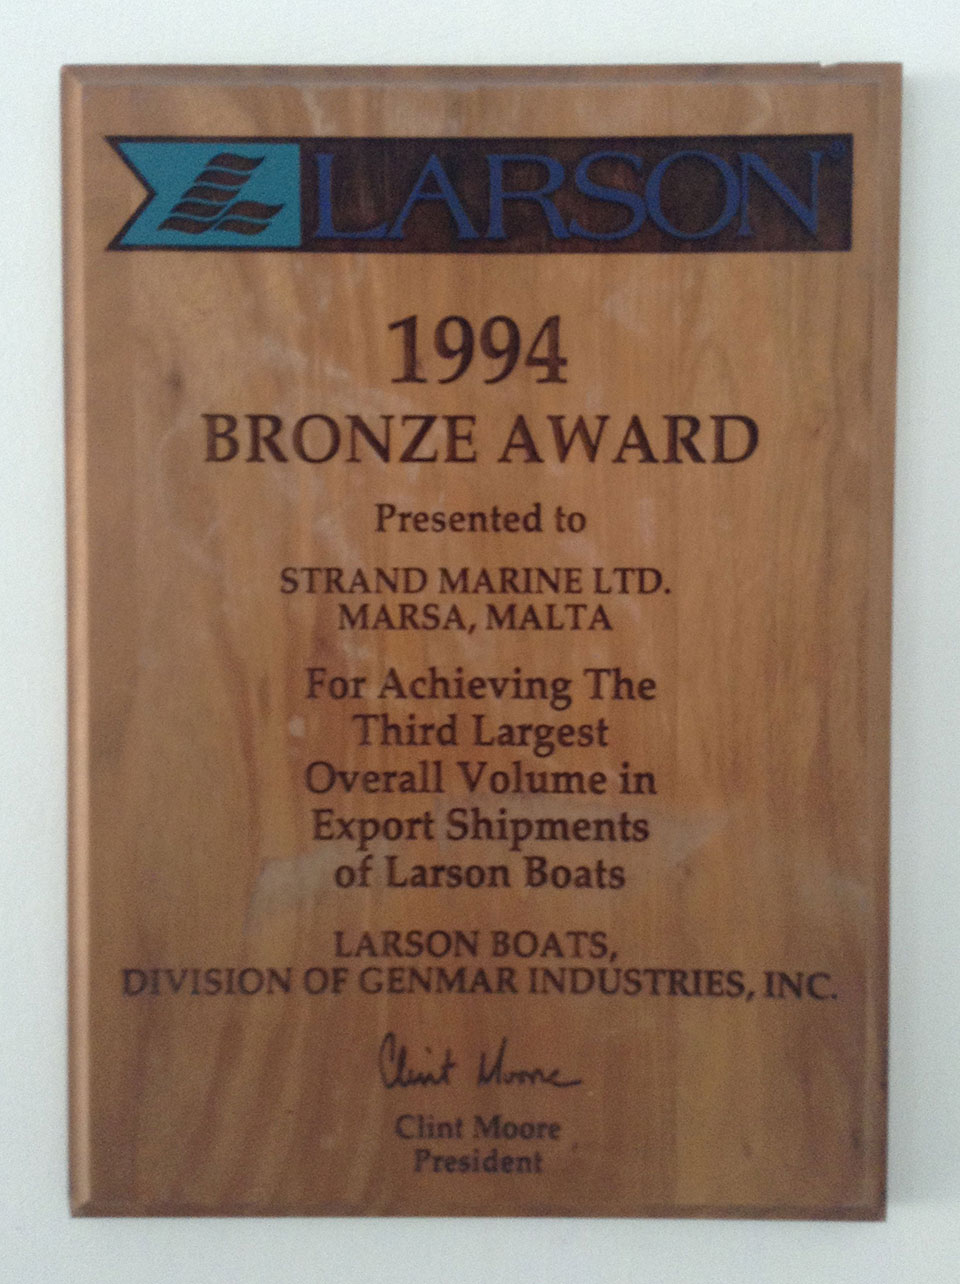 LARSON®
1994
BRONZE AWARD
Presented to
STRAND MARINE LTD.
MARSA, MALTA
For Achieving The
Third Largest
Overall Volume in
Export Shipments
of Larson Boats
LARSON BOATS,
DIVISION OF GENMAR INDUSTRIES, INC.
Clint Moore
Clint Moore
President